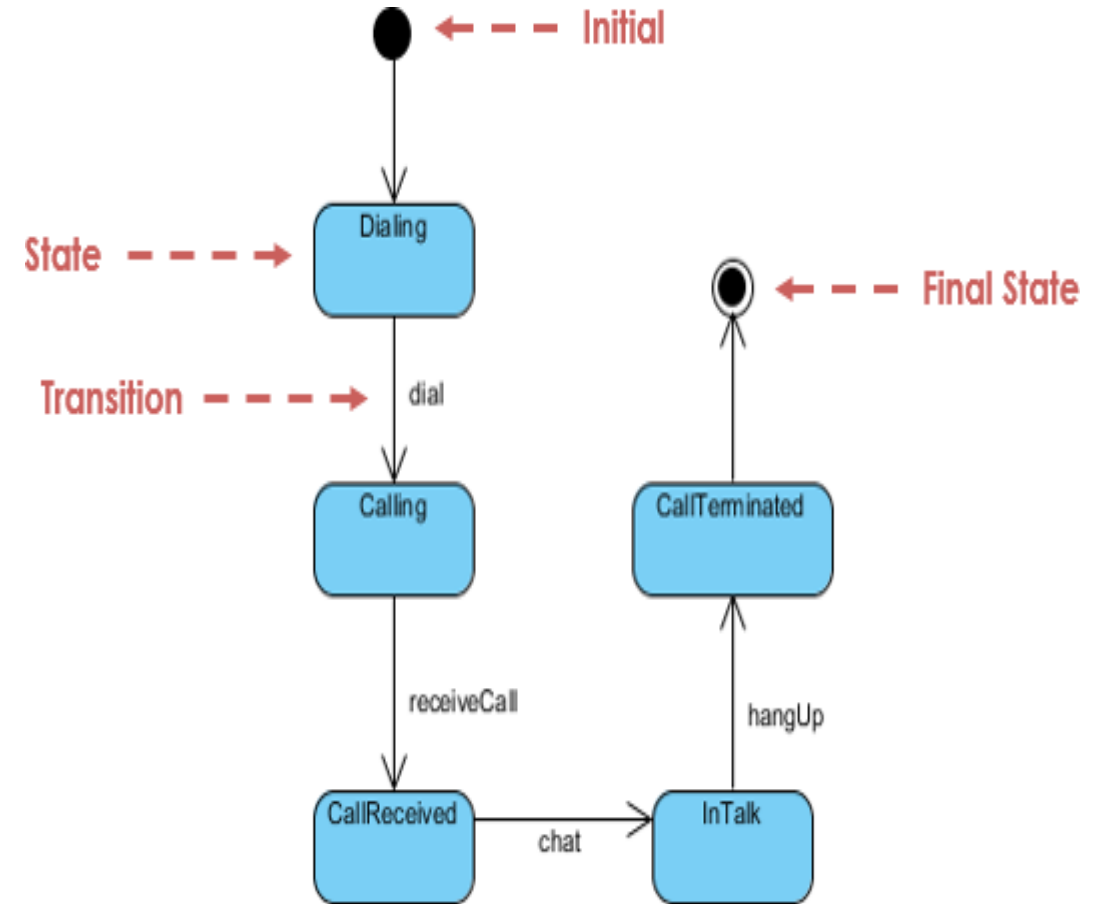 Initial
Dialing
State
Final State
dial
Transition
Calling
CallTerminated
receiveCall
hangUp
CallReceived
InTalk
chat